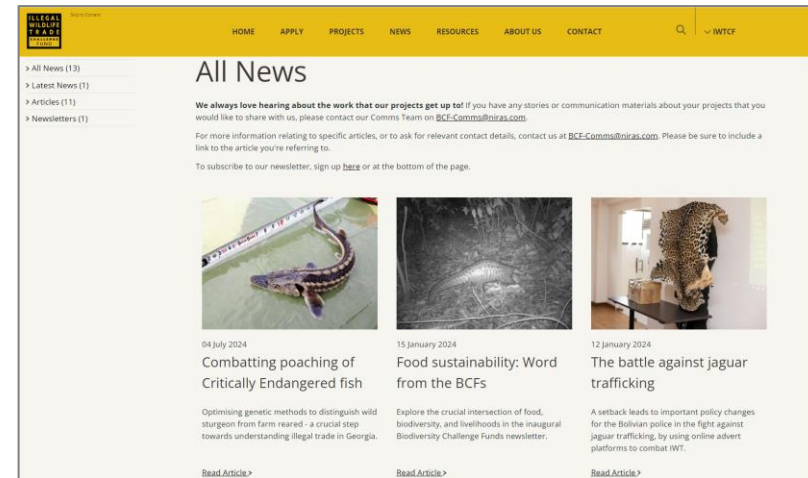 ILLEGAL
WILDLIFE
TRADE
CHALLENGE
FUND
HOME APPLY PROJECTS NEWS RESOURCES ABOUT US CONTACT IWTCF
> All News (13)
> Latest News (1)
> Articles (11)
> Newsletters (1)
All News
We always love hearing about the work that our projects get up to! If you have any stories or communication materials about your projects that you
would like to share with us, please contact our Comms Team on BCF-Comms@niras.com.
For more information relating to specific articles, or to ask for relevant contact details, contact us at BCF-Comms@niras.com. Please be sure to include a
link to the article you're referring to.
To subscribe to our newsletter, sign up here or at the bottom of the page.
04 July 2024
Combatting poaching of
Critically Endangered fish
Optimising genetic methods to distinguish wild
sturgeon from farm reared - a crucial step
towards understanding illegal trade in Georgia.
Read Article >
15 January 2024
Food sustainability: Word
from the BCFs
Explore the crucial intersection of food,
biodiversity, and livelihoods in the inaugural
Biodiversity Challenge Funds newsletter.
Read Article >
12 January 2024
The battle against jaguar
trafficking
A setback leads to important policy changes
for the Bolivian police in the fight against
jaguar trafficking, by using online advert
platforms to combat IWT.
Read Article >